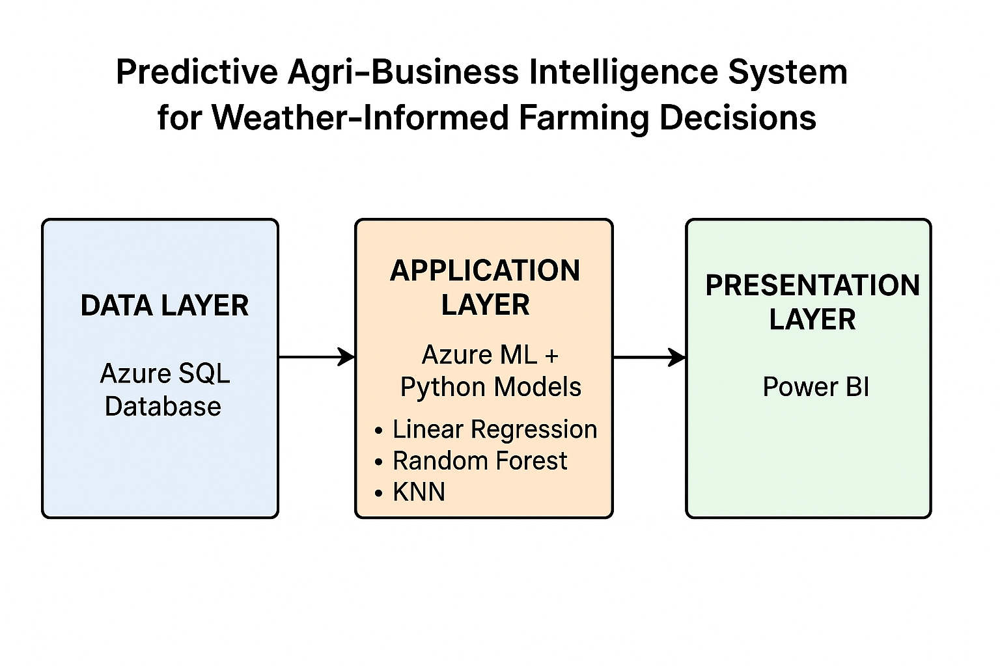 Predictive Agri-Business Intelligence System
for Weather-Informed Farming Decisions
DATA LAYER
Azure SQL
Database
APPLICATION
LAYER
Azure ML +
Python Models
• Linear Regression
• Random Forest
• KNN
PRESENTATION
LAYER
Power BI